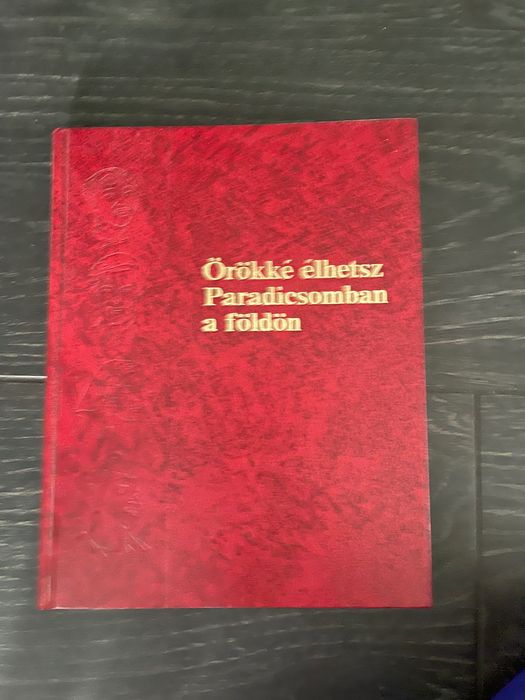 Örökké élhetsz
Paradicsomban
a földön